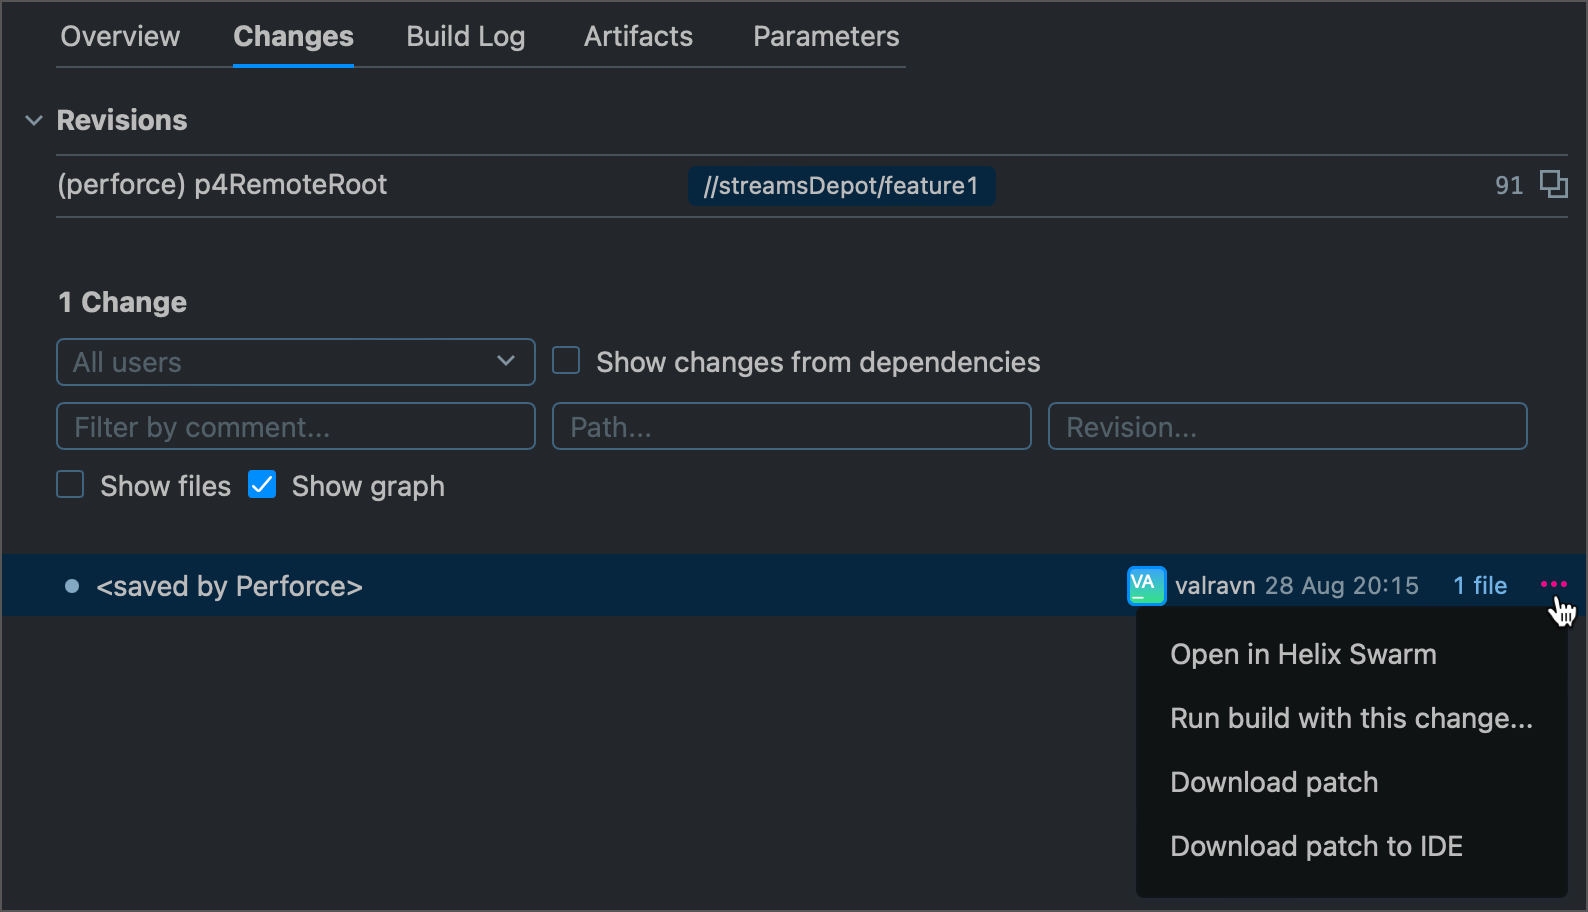 Overview Changes Build Log Artifacts Parameters
Revisions
(perforce) p4RemoteRoot //streamsDepot/feature1 91
1 Change
All users Show changes from dependencies
Filter by comment... Path... Revision...
Show files Show graph
<saved by Perforce> VA valravn 28 Aug 20:15 1 file
Open in Helix Swarm
Run build with this change...
Download patch
Download patch to IDE